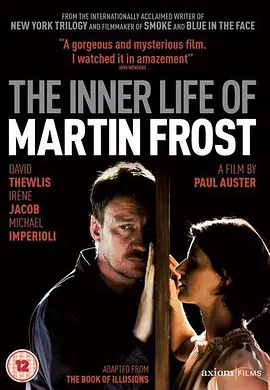 FROM THE INTERNATIONALLY ACCLAIMED WRITER OF
NEW YORK TRILOGY AND FILMMAKER OF SMOKE AND BLUE IN THE FACE
"A gorgeous and mysterious film.
I watched it in amazement"
WIM WENDERS
THE INNER LIFE OF
MARTIN FROST
DAVID
THEWLIS
IRÈNE
JACOB
MICHAEL
IMPERIOLI
A FILM BY
PAUL AUSTER
12
ADAPTED FROM
THE BOOK OF ILLUSIONS
axiom FILMS